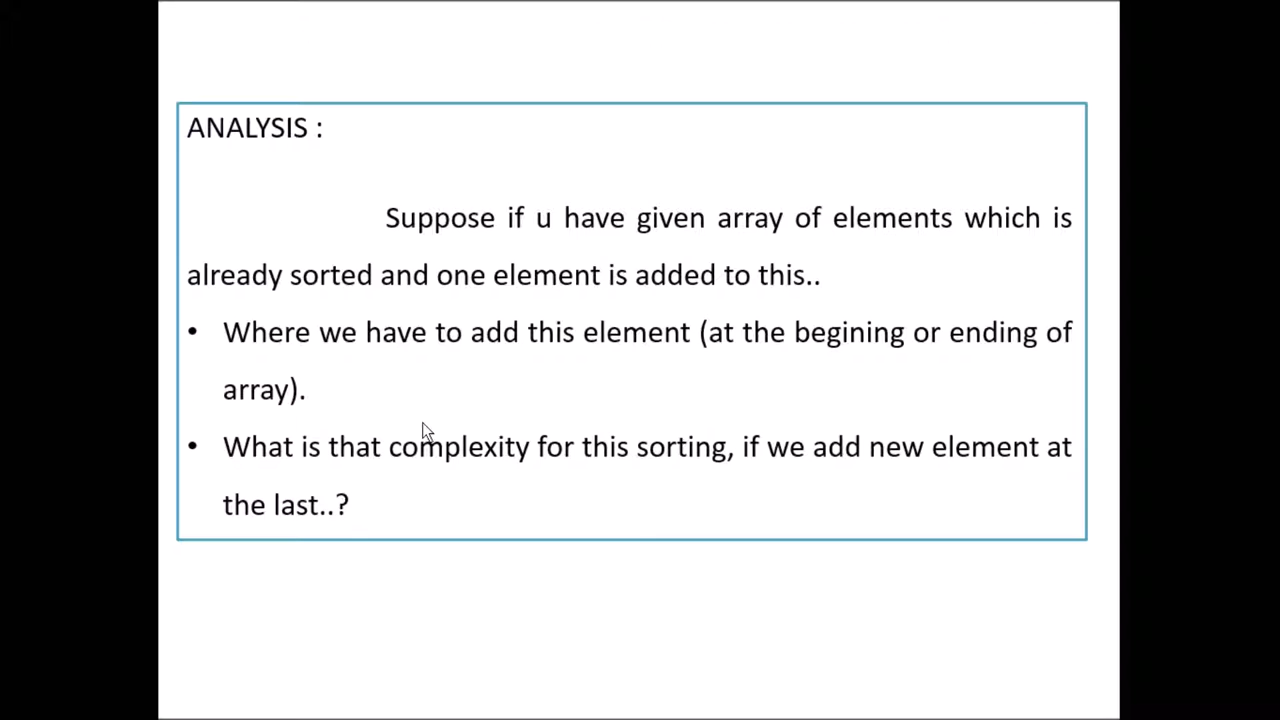 ANALYSIS :
Suppose if u have given array of elements which is
already sorted and one element is added to this..
• Where we have to add this element (at the begining or ending of
array).
• What is that complexity for this sorting, if we add new element at
the last..?